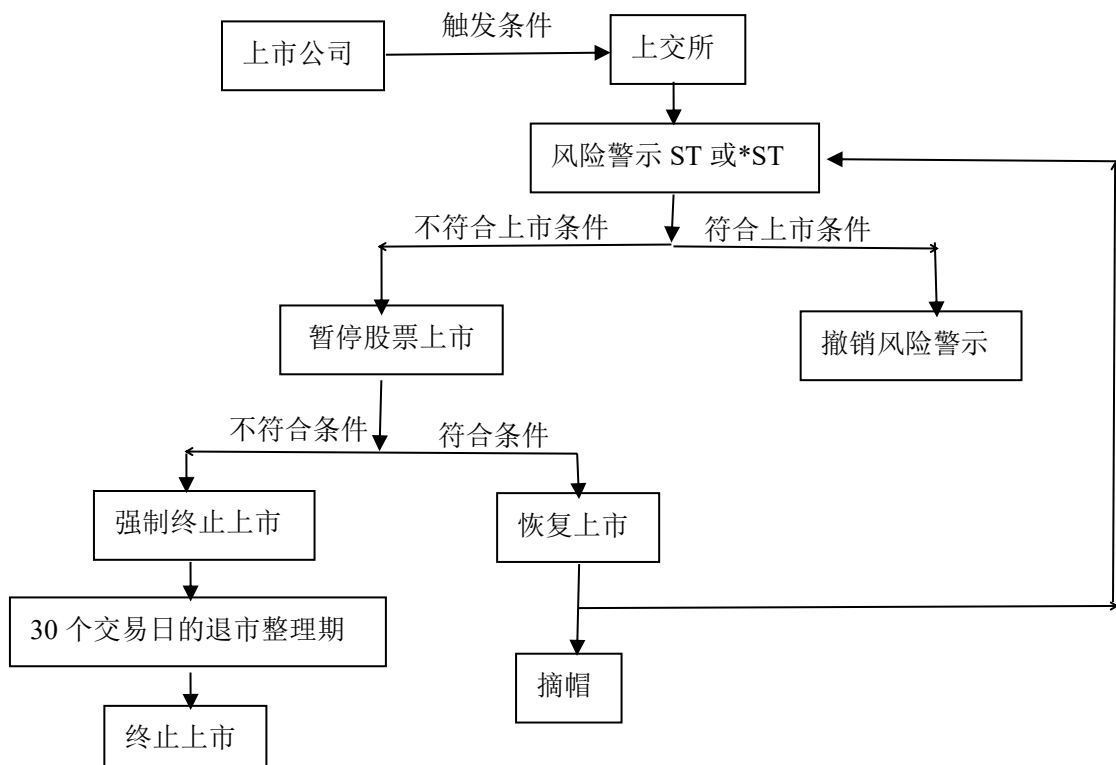 触发条件
上市公司
上交所
风险警示 ST 或*ST
不符合上市条件
符合上市条件
暂停股票上市
撤销风险警示
不符合条件
符合条件
强制终止上市
恢复上市
30 个交易日的退市整理期
摘帽
终止上市